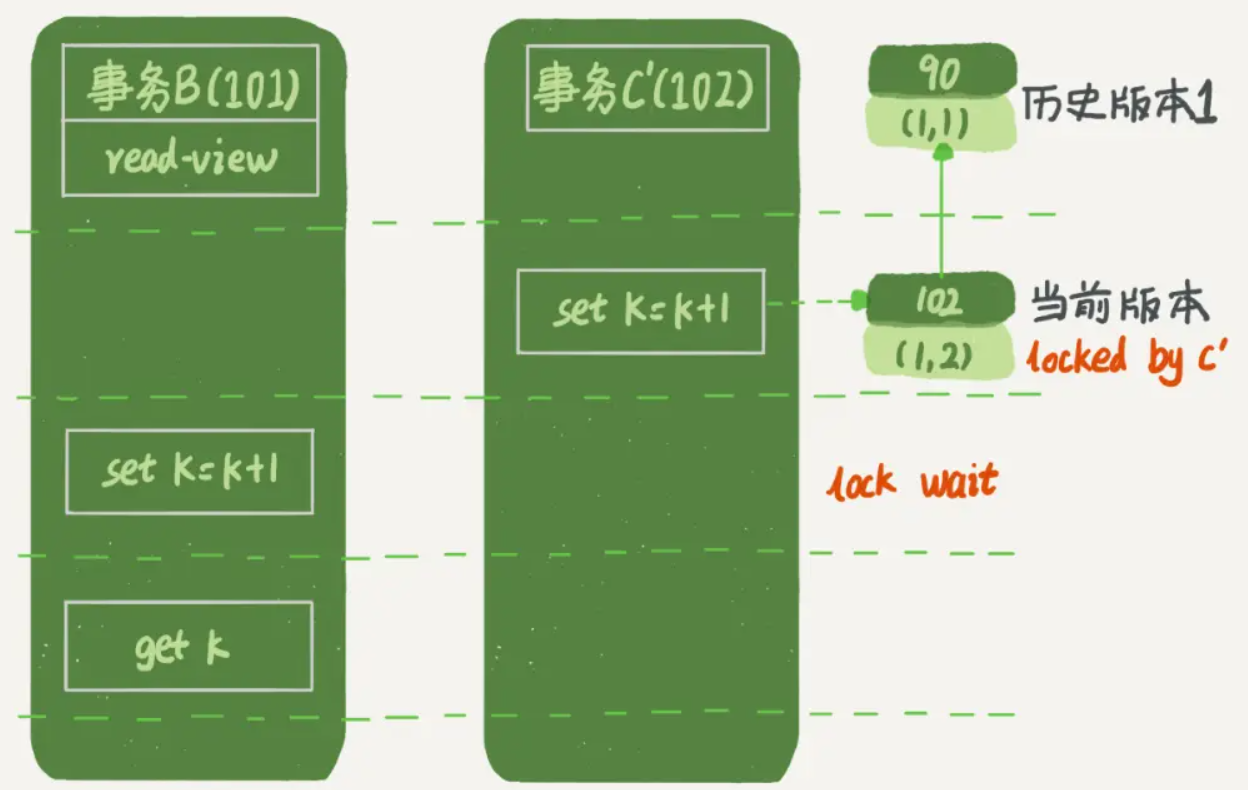 事务B(101)
read-view
事务C'(102)
90
(1,1)
历史版本1
set k=k+1
102
(1,2)
当前版本
locked by c'
set k=k+1
lock wait
get k